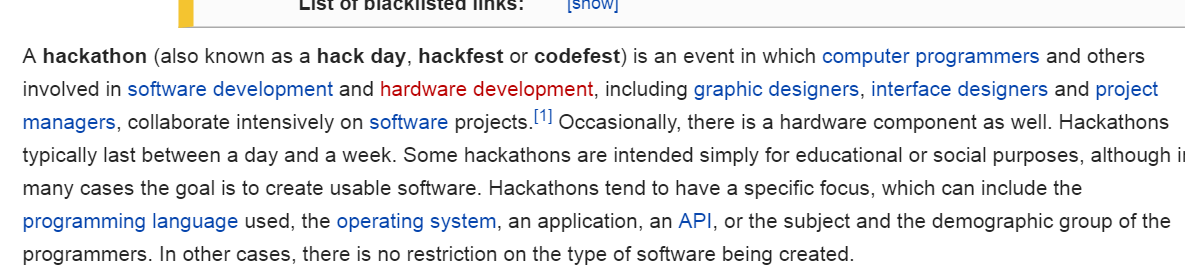 List of blacklisted links: [show]
A hackathon (also known as a hack day, hackfest or codefest) is an event in which computer programmers and others
involved in software development and hardware development, including graphic designers, interface designers and project
managers, collaborate intensively on software projects.[1] Occasionally, there is a hardware component as well. Hackathons
typically last between a day and a week. Some hackathons are intended simply for educational or social purposes, although
many cases the goal is to create usable software. Hackathons tend to have a specific focus, which can include the
programming language used, the operating system, an application, an API, or the subject and the demographic group of the
programmers. In other cases, there is no restriction on the type of software being created.